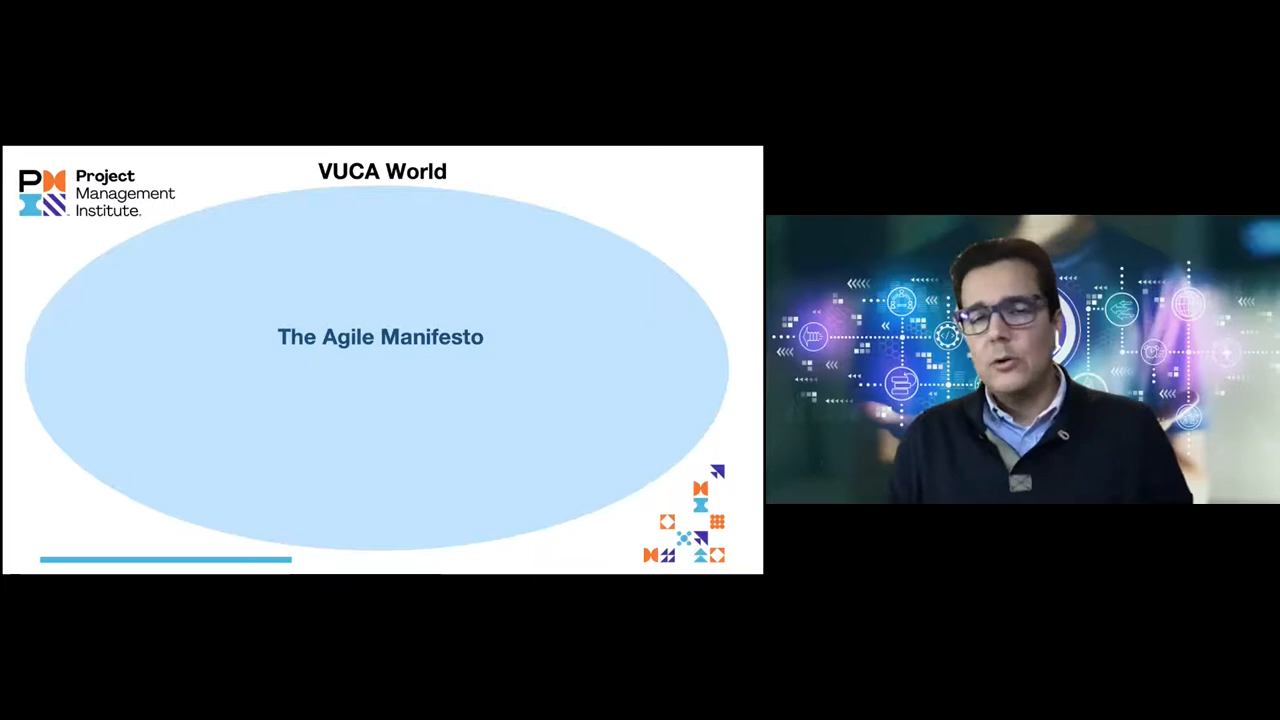 VUCA World
Project
Management
Institute.
The Agile Manifesto